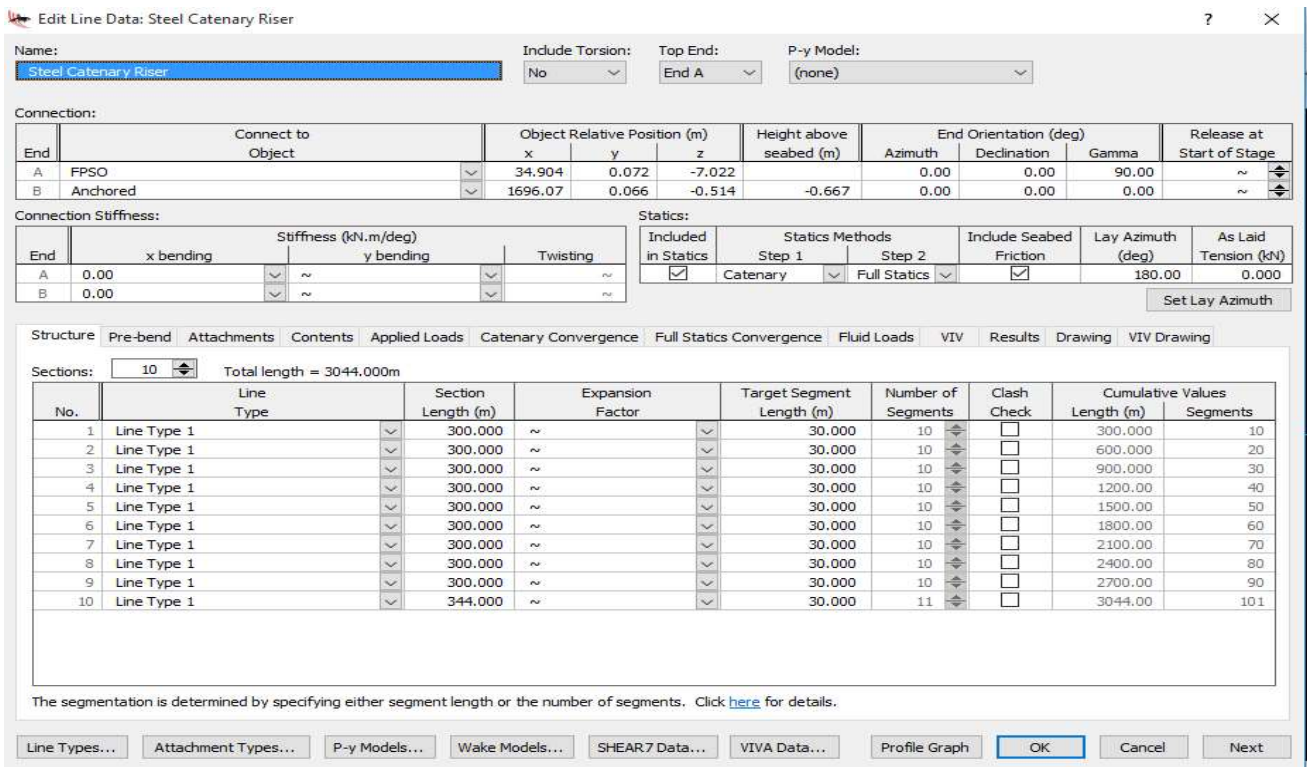 Edit Line Data: Steel Catenary Riser ? ×
Name: Include Torsion: Top End: P-y Model:
Steel Catenary Riser No End A (none)
Connection:
Connect to Object Relative Position (m) Height above End Orientation (deg) Release at
End Object x y z seabed (m) Azimuth Declination Gamma Start of Stage
A FPSO 34.904 0.072 -7.022 0.00 0.00 90.00 ~
B Anchored 1696.07 0.066 -0.514 -0.667 0.00 0.00 0.00 ~
Connection Stiffness: Statics:
Stiffness (kN.m/deg) Included Statics Methods Include Seabed Lay Azimuth As Laid
End x bending y bending Twisting in Statics Step 1 Step 2 Friction (deg) Tension (kN)
A 0.00 ~ ~ Catenary Full Statics 180.00 0.000
B 0.00 ~ ~
Set Lay Azimuth
Structure Pre-bend Attachments Contents Applied Loads Catenary Convergence Full Statics Convergence Fluid Loads VIV Results Drawing VIV Drawing
Sections: 10 Total length = 3044.000m
Line Section Expansion Target Segment Number of Clash Cumulative Values
No. Type Length (m) Factor Length (m) Segments Check Length (m) Segments
1 Line Type 1 300.000 ~ 30.000 10 300.000 10
2 Line Type 1 300.000 ~ 30.000 10 600.000 20
3 Line Type 1 300.000 ~ 30.000 10 900.000 30
4 Line Type 1 300.000 ~ 30.000 10 1200.00 40
5 Line Type 1 300.000 ~ 30.000 10 1500.00 50
6 Line Type 1 300.000 ~ 30.000 10 1800.00 60
7 Line Type 1 300.000 ~ 30.000 10 2100.00 70
8 Line Type 1 300.000 ~ 30.000 10 2400.00 80
9 Line Type 1 300.000 ~ 30.000 10 2700.00 90
10 Line Type 1 344.000 ~ 30.000 11 3044.00 101
The segmentation is determined by specifying either segment length or the number of segments. Click here for details.
Line Types... Attachment Types... P-y Models... Wake Models... SHEAR7 Data... VIVA Data... Profile Graph OK Cancel Next